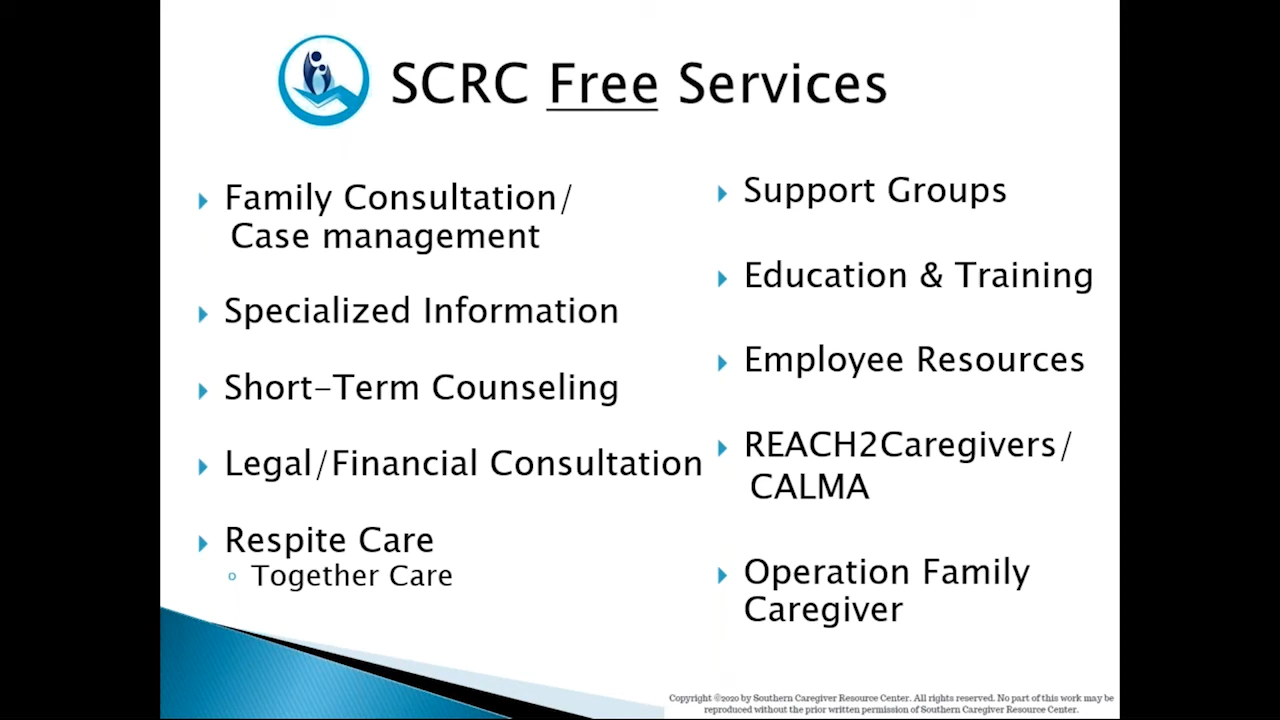 SCRC Free Services
Family Consultation/
Case management
Specialized Information
Short-Term Counseling
Legal/Financial Consultation
Respite Care
Together Care
Support Groups
Education & Training
Employee Resources
REACH2Caregivers/
CALMA
Operation Family
Caregiver
Copyright ©2020 by Southern Caregiver Resource Center. All rights reserved. No part of this work may be
reproduced without the prior written permission of Southern Caregiver Resource Center.